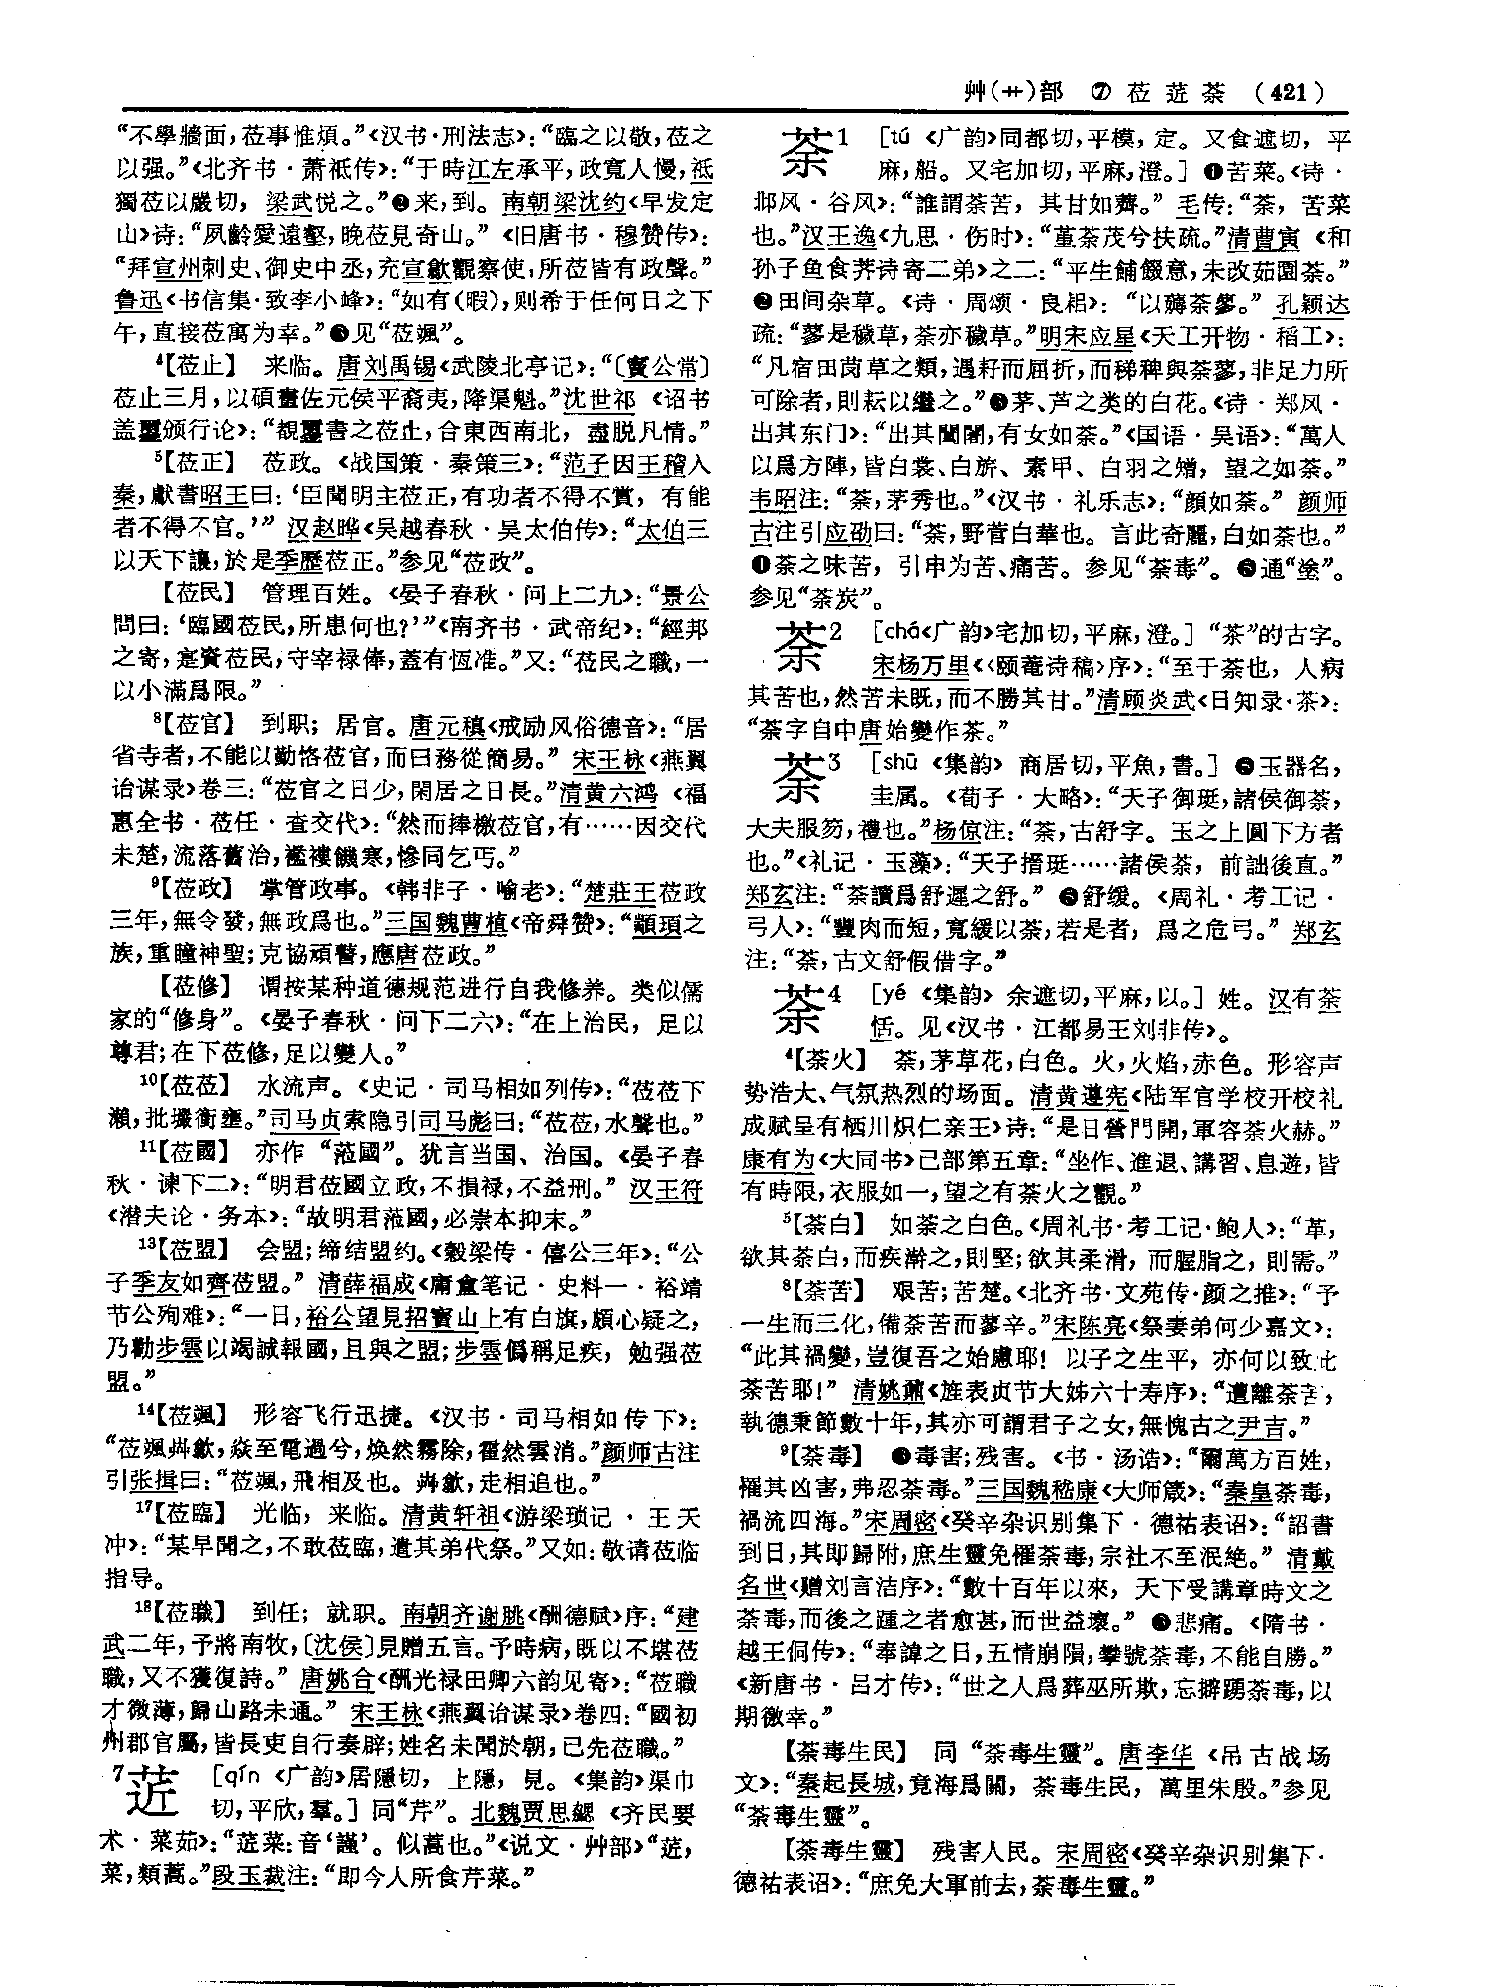 艸(艹)部 ⑦ 莅菦荼 (421)
“不學牆面,莅事惟煩。”《汉书·刑法志》:“臨之以敬,莅之
以强。”《北齐书·萧祗传》:“于時江左承平,政寬人慢,祗
獨莅以嚴切, 梁武悦之。”❷来,到。南朝梁沈约《早发定
山》诗:“夙齡愛遠壑,晚莅見奇山。”《旧唐书·穆赞传》:
“拜宣州刺史、御史中丞,充宣歙觀察使,所莅皆有政聲。”
鲁迅《书信集·致李小峰》:“如有(暇),则希于任何日之下
午,直接莅寓为幸。”❸见“莅飒”。
⁴【莅止】 来临。唐刘禹锡《武陵北亭记》:“〔竇公常〕
莅止三月,以碩畫佐元侯平裔夷,降渠魁。”沈世祁《诏书
盖璽颁行论》:“覩璽書之莅止,合東西南北, 盡脱凡情。”
⁵【莅正】 莅政。《战国策·秦策三》:“范子因王稽入
秦,獻書昭王曰:‘臣聞明主莅正,有功者不得不賞, 有能
者不得不官。’” 汉赵晔《吴越春秋·吴太伯传》:“太伯三
以天下讓,於是季歷莅正。”参见“莅政”。
【莅民】 管理百姓。《晏子春秋·问上二九》:“景公
問曰:‘臨國莅民,所患何也?’”《南齐书·武帝纪》:“經邦
之寄,寔資莅民,守宰禄俸,蓋有恆准。”又:“莅民之職,一
以小滿爲限。”
⁸【莅官】 到职; 居官。唐元稹《戒励风俗德音》:“居
省寺者,不能以勤恪莅官,而曰務從簡易。” 宋王栐《燕翼
诒谋录》卷三:“莅官之日少,閑居之日長。”清黄六鸿《福
惠全书·莅任·查交代》:“然而捧檄莅官,有……因交代
未楚,流落舊治,襤褸饑寒,慘同乞丐。”
⁹【莅政】 掌管政事。《韩非子·喻老》:“楚莊王莅政
三年,無令發,無政爲也。”三国魏曹植《帝舜赞》:“顓頊之
族,重瞳神聖;克協頑瞽,應唐莅政。”
【莅修】 谓按某种道德规范进行自我修养。类似儒
家的“修身”。《晏子春秋·问下二六》:“在上治民, 足以
尊君;在下莅修,足以變人。”
¹⁰【莅莅】 水流声。《史记·司马相如列传》:“莅莅下
瀨,批巖衝壅。”司马贞索隐引司马彪曰:“莅莅,水聲也。”
¹¹【莅國】 亦作“蒞國”。犹言当国、治国。《晏子春
秋·谏下二》:“明君莅國立政,不損禄,不益刑。” 汉王符
《潜夫论·务本》:“故明君蒞國,必崇本抑末。”
¹³【莅盟】 会盟;缔结盟约。《穀梁传·僖公三年》:“公
子季友如齊莅盟。” 清薛福成《庸盦笔记·史料一·裕靖
节公殉难》:“一日,裕公望見招寳山上有白旗,頗心疑之,
乃勸步雲以竭誠報國,且與之盟;步雲僞稱足疾, 勉强莅
盟。”
¹⁴【莅颯】 形容飞行迅捷。《汉书·司马相如传下》:
“莅颯芔歙,猋至電過兮,焕然霧除,霍然雲消。”颜师古注
引张揖曰:“莅颯,飛相及也。芔歙,走相追也。”
¹⁷【莅臨】 光临, 来临。清黄轩祖《游梁琐记·王天
冲》:“某早聞之,不敢莅臨,遣其弟代祭。”又如:敬请莅临
指导。
¹⁸【莅職】 到任; 就职。南朝齐谢朓《酬德赋》序:“建
武二年,予將南牧,〔沈侯〕見贈五言。予時病,既以不堪莅
職,又不獲復詩。” 唐姚合《酬光禄田卿六韵见寄》:“莅職
才微薄,歸山路未通。” 宋王栐《燕翼诒谋录》卷四:“國初
州郡官屬,皆長吏自行奏辟;姓名未聞於朝,已先莅職。”
⁷菦 [qín《广韵》居隱切, 上隱, 見。《集韵》渠巾
切,平欣,羣。]同“芹”。北魏贾思勰《齐民要
术·菜茹》:“菦菜:音‘謹’。似蒿也。”《说文·艸部》“菦,
菜,類蒿。”段玉裁注:“即今人所食芹菜。”
荼1 [tú《广韵》同都切,平模,定。又食遮切,平
麻,船。又宅加切,平麻,澄。] ❶苦菜。《诗·
邶风·谷风》:“誰謂荼苦, 其甘如薺。” 毛传:“荼, 苦菜
也。”汉王逸《九思·伤时》:“堇荼茂兮扶疏。”清曹寅《和
孙子鱼食荠诗寄二弟》之二:“平生餔餟意,未改茹園荼。”
❷田间杂草。《诗·周颂·良耜》: “以薅荼蓼。” 孔颖达
疏:“蓼是穢草,荼亦穢草。”明宋应星《天工开物·稻工》:
“凡宿田茵草之類,遇耔而屈折,而稊稗與荼蓼,非足力所
可除者,則耘以繼之。”❸茅、芦之类的白花。《诗·郑风·
出其东门》:“出其闉闍,有女如荼。”《国语·吴语》:“萬人
以爲方陣,皆白裳、白旂、素甲、白羽之矰, 望之如荼。”
韦昭注:“荼,茅秀也。”《汉书·礼乐志》:“顔如荼。” 颜师
古注引应劭曰:“荼,野菅白華也。言此奇麗,白如荼也。”
❹荼之味苦, 引申为苦、痛苦。参见“荼毒”。❺通“塗”。
参见“荼炭”。
荼2 [chá《广韵》宅加切,平麻,澄。] “茶”的古字。
宋杨万里《〈颐菴诗稿〉序》:“至于荼也, 人病
其苦也,然苦未既,而不勝其甘。”清顾炎武《日知录·茶》:
“荼字自中唐始變作茶。”
荼3 [shū《集韵》商居切,平魚,書。] ❶玉器名,
圭属。《荀子·大略》:“天子御珽,諸侯御荼,
大夫服笏,禮也。”杨倞注:“荼,古舒字。玉之上圓下方者
也。”《礼记·玉藻》:“天子搢珽……諸侯荼, 前詘後直。”
郑玄注:“荼讀爲舒遲之舒。” ❷舒缓。《周礼·考工记·
弓人》:“豐肉而短,寬緩以荼,若是者, 爲之危弓。” 郑玄
注:“荼,古文舒假借字。”
荼4 [yé《集韵》余遮切,平麻,以。] 姓。汉有荼
恬。见《汉书·江都易王刘非传》。
⁴【荼火】 荼,茅草花,白色。火,火焰,赤色。形容声
势浩大、气氛热烈的场面。清黄遵宪《陆军官学校开校礼
成赋呈有栖川炽仁亲王》诗:“是日營門開,軍容荼火赫。”
康有为《大同书》已部第五章:“坐作、進退、講習、息遊,皆
有時限,衣服如一,望之有荼火之觀。”
⁵【荼白】 如荼之白色。《周礼书·考工记·鲍人》:“革,
欲其荼白,而疾澣之,則堅;欲其柔滑, 而腥脂之, 則需。”
⁸【荼苦】 艰苦;苦楚。《北齐书·文苑传·颜之推》:“予
一生而三化,備荼苦而蓼辛。”宋陈亮《祭妻弟何少嘉文》:
“此其禍變,豈復吾之始慮耶! 以子之生平, 亦何以致此
荼苦耶!” 清姚鼐《旌表贞节大姊六十寿序》:“遭離荼苦,
執德秉節數十年,其亦可謂君子之女,無愧古之尹吉。”
⁹【荼毒】 ❶毒害;残害。《书·汤诰》:“爾萬方百姓,
罹其凶害,弗忍荼毒。”三国魏嵇康《大师箴》:“秦皇荼毒,
禍流四海。”宋周密《癸辛杂识别集下·德祐表诏》:“詔書
到日,其即歸附,庶生靈免罹荼毒,宗社不至泯絶。” 清戴
名世《赠刘言洁序》:“數十百年以來, 天下受講章時文之
荼毒,而後之踵之者愈甚,而世益壞。” ❷悲痛。《隋书·
越王侗传》:“奉諱之日,五情崩隕,攀號荼毒,不能自勝。”
《新唐书·吕才传》:“世之人爲葬巫所欺,忘擗踴荼毒,以
期徼幸。”
【荼毒生民】 同“荼毒生靈”。唐李华《吊古战场
文》:“秦起長城,竟海爲關, 荼毒生民, 萬里朱殷。”参见
“荼毒生靈”。
【荼毒生靈】 残害人民。宋周密《癸辛杂识别集下·
德祐表诏》:“庶免大軍前去,荼毒生靈。”